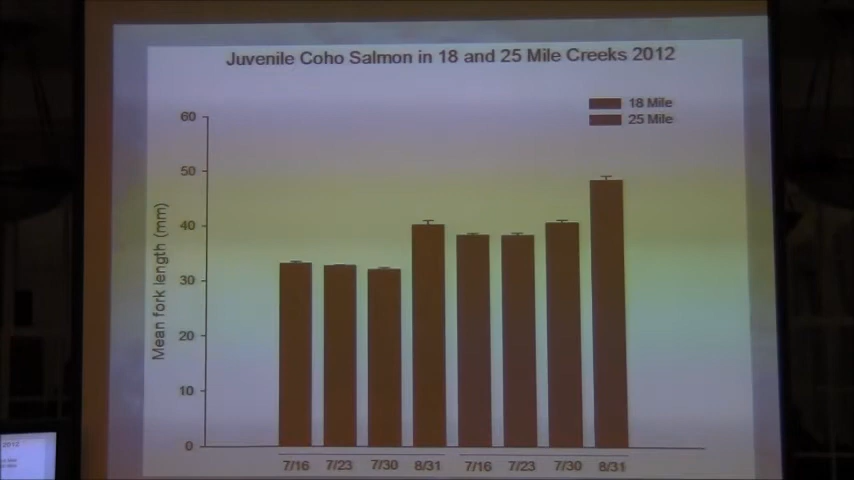 Juvenile Coho Salmon in 18 and 25 Mile Creeks 2012
18 Mile
25 Mile
60
50
40
30
20
10
0
Mean fork length (mm)
7/16 7/23 7/30 8/31 7/16 7/23 7/30 8/31
2012